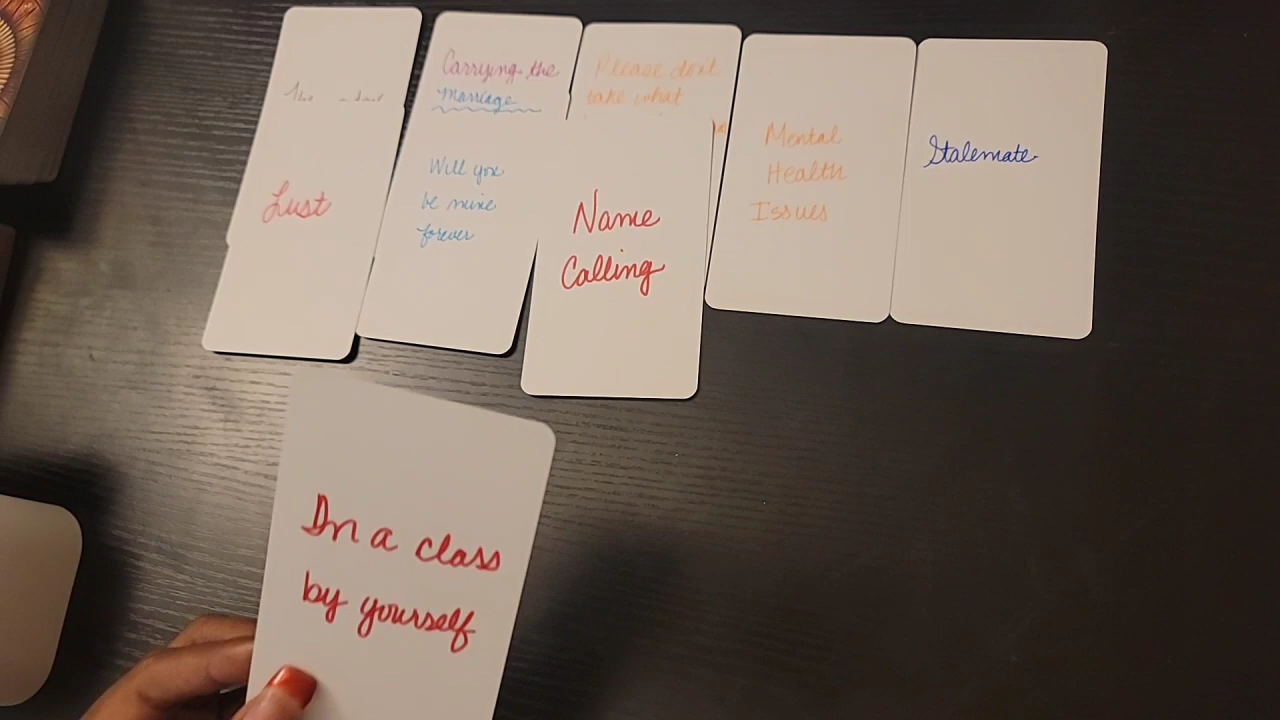 Lust
Carrying the
Marriage
Will you
be mine
forever
Please don't
take what
Name
Calling
Mental
Health
Issues
Stalemate
In a class
by yourself